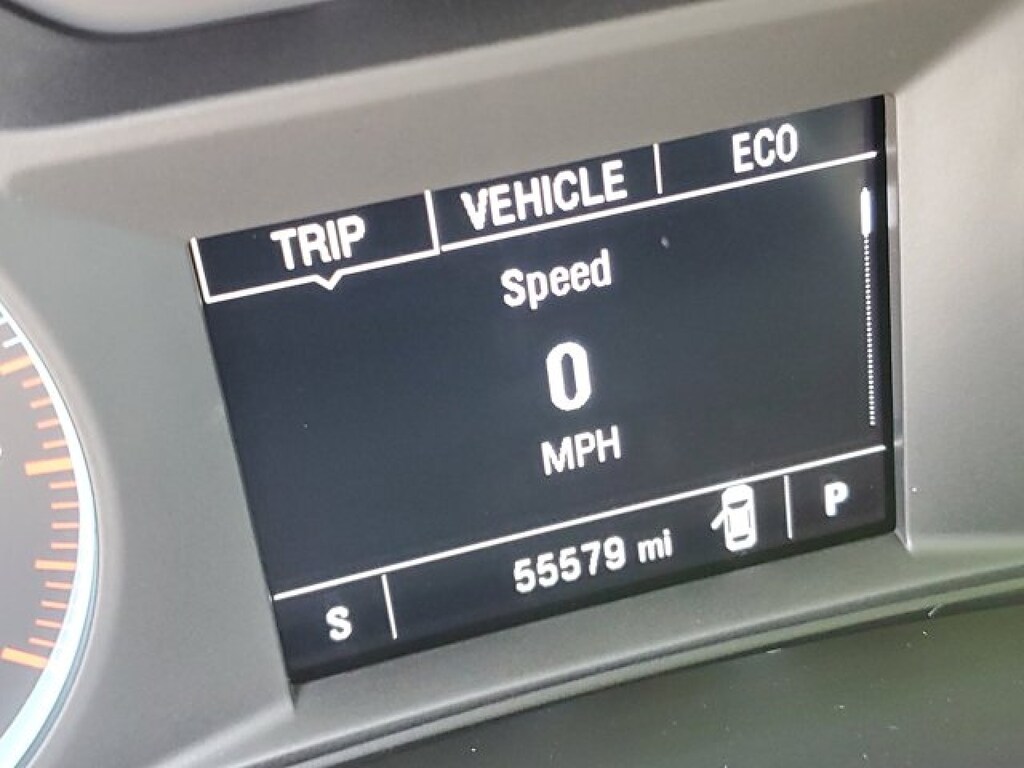 TRIP VEHICLE ECO
Speed
0
MPH
S 55579 mi P